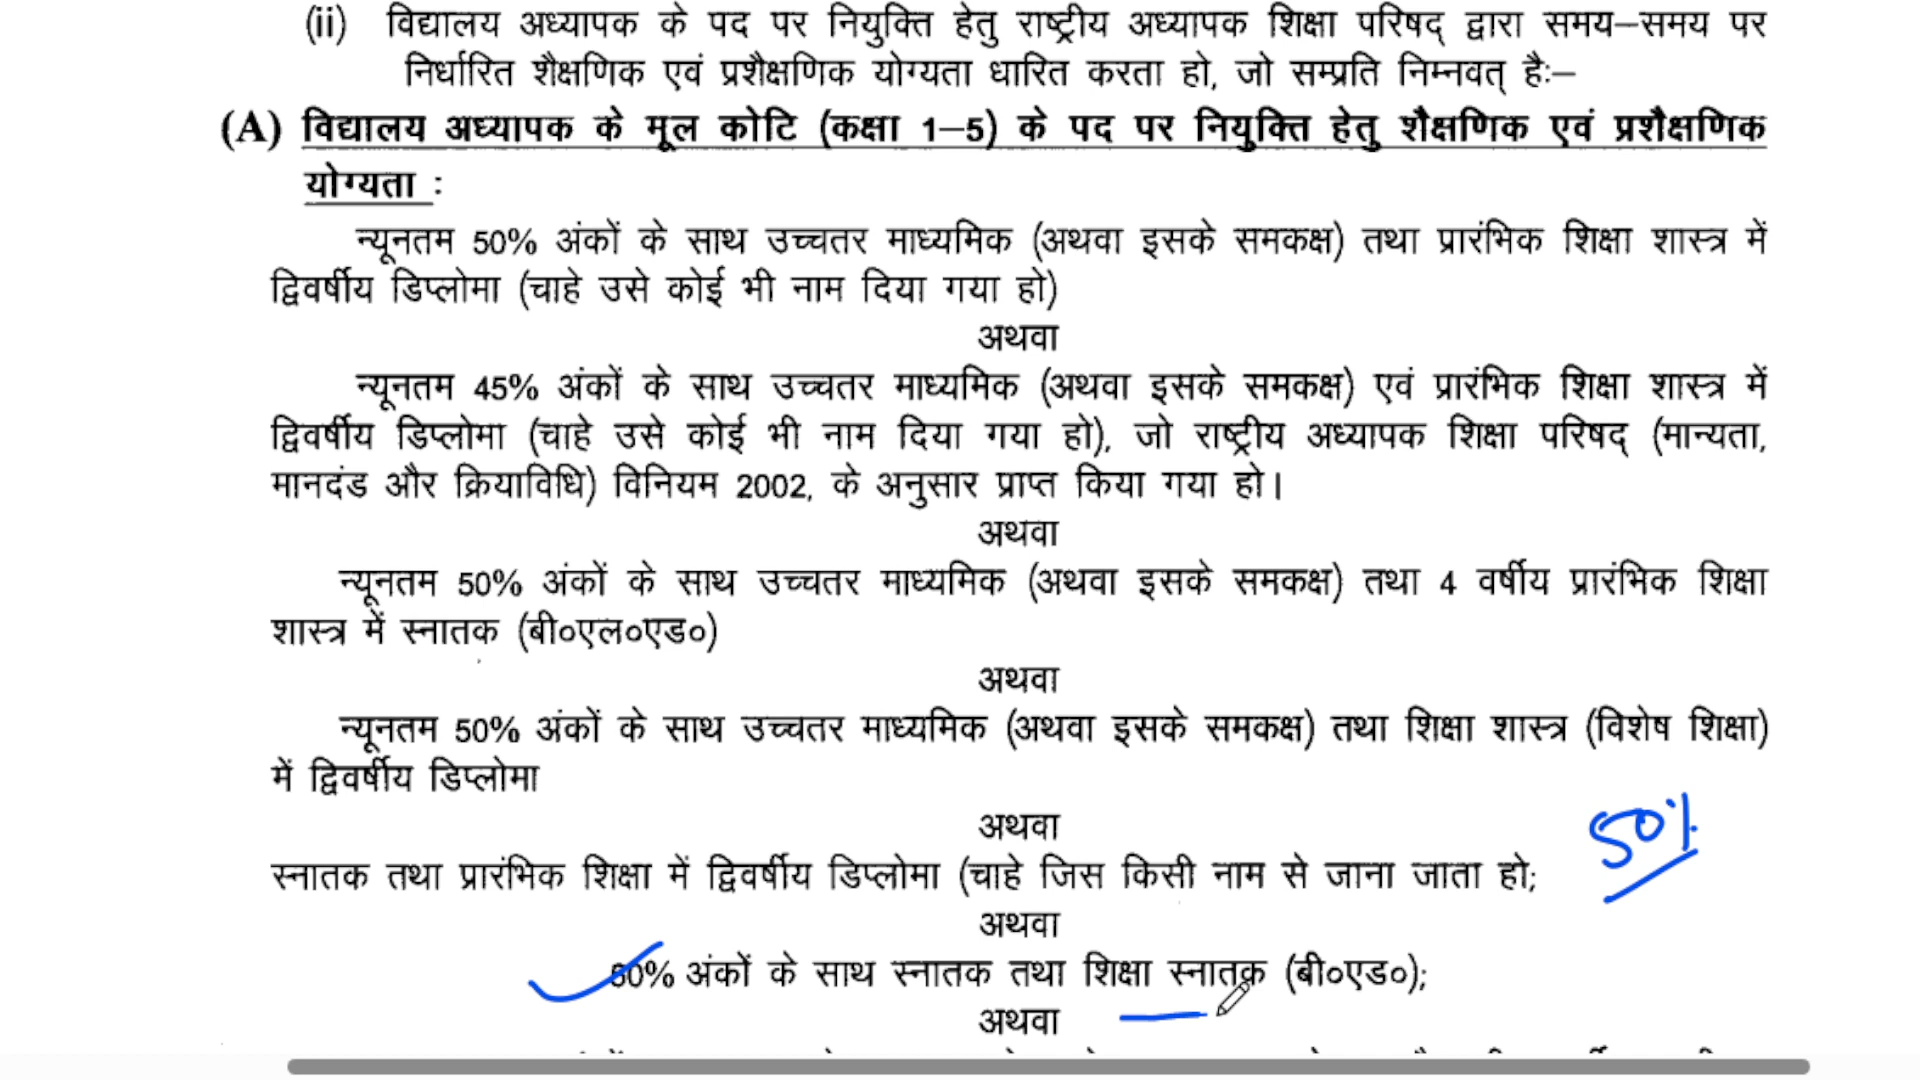 (ii) विद्यालय अध्यापक के पद पर नियुक्ति हेतु राष्ट्रीय अध्यापक शिक्षा परिषद् द्वारा समय–समय पर
निर्धारित शैक्षणिक एवं प्रशैक्षणिक योग्यता धारित करता हो, जो सम्प्रति निम्नवत् हैः–
(A) विद्यालय अध्यापक के मूल कोटि (कक्षा 1–5) के पद पर नियुक्ति हेतु शैक्षणिक एवं प्रशैक्षणिक
योग्यता :
न्यूनतम 50% अंकों के साथ उच्चतर माध्यमिक (अथवा इसके समकक्ष) तथा प्रारंभिक शिक्षा शास्त्र में
द्विवर्षीय डिप्लोमा (चाहे उसे कोई भी नाम दिया गया हो)
अथवा
न्यूनतम 45% अंकों के साथ उच्चतर माध्यमिक (अथवा इसके समकक्ष) एवं प्रारंभिक शिक्षा शास्त्र में
द्विवर्षीय डिप्लोमा (चाहे उसे कोई भी नाम दिया गया हो), जो राष्ट्रीय अध्यापक शिक्षा परिषद् (मान्यता,
मानदंड और क्रियाविधि) विनियम 2002, के अनुसार प्राप्त किया गया हो।
अथवा
न्यूनतम 50% अंकों के साथ उच्चतर माध्यमिक (अथवा इसके समकक्ष) तथा 4 वर्षीय प्रारंभिक शिक्षा
शास्त्र में स्नातक (बी०एल०एड०)
अथवा
न्यूनतम 50% अंकों के साथ उच्चतर माध्यमिक (अथवा इसके समकक्ष) तथा शिक्षा शास्त्र (विशेष शिक्षा)
में द्विवर्षीय डिप्लोमा
अथवा
50%
स्नातक तथा प्रारंभिक शिक्षा में द्विवर्षीय डिप्लोमा (चाहे जिस किसी नाम से जाना जाता हो;
अथवा
अंकों के साथ स्नातक तथा शिक्षा स्नातक (बी०एड०);
अथवा